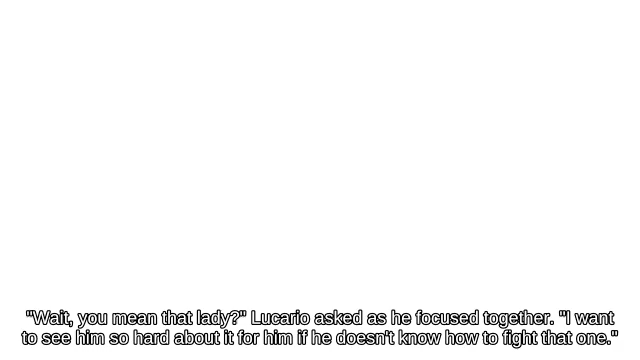 "Wait, you mean that lady?" Lucario asked as he focused together. "I want
to see him so hard about it for him if he doesn't know how to fight that one."